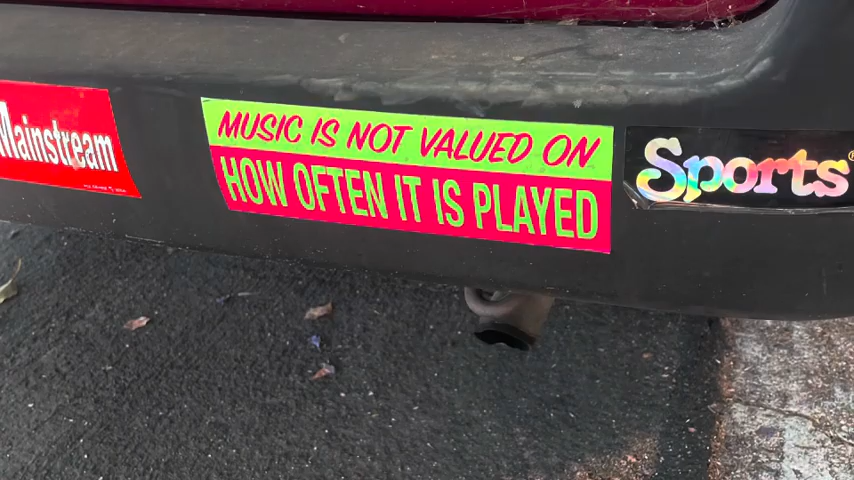 Mainstream
MUSIC IS NOT VALUED ON
HOW OFTEN IT IS PLAYED
Sports®